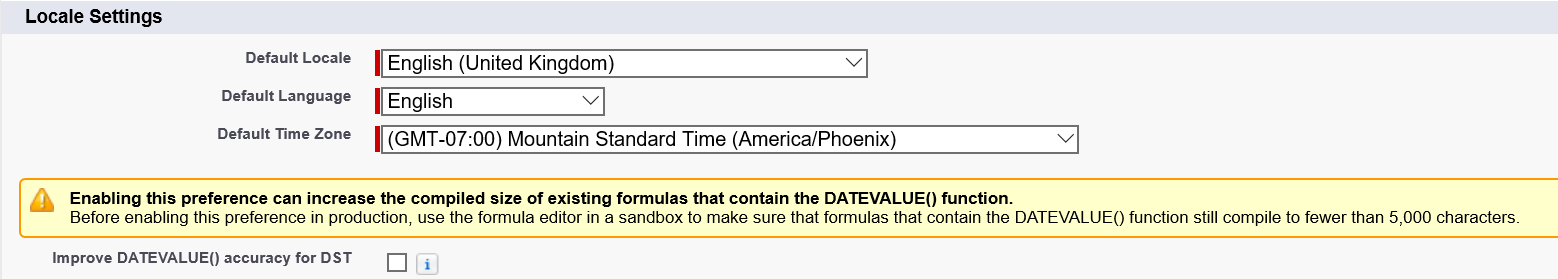 Locale Settings
Default Locale English (United Kingdom)
Default Language English
Default Time Zone (GMT-07:00) Mountain Standard Time (America/Phoenix)
Enabling this preference can increase the compiled size of existing formulas that contain the DATEVALUE() function.
Before enabling this preference in production, use the formula editor in a sandbox to make sure that formulas that contain the DATEVALUE() function still compile to fewer than 5,000 characters.
Improve DATEVALUE() accuracy for DST i